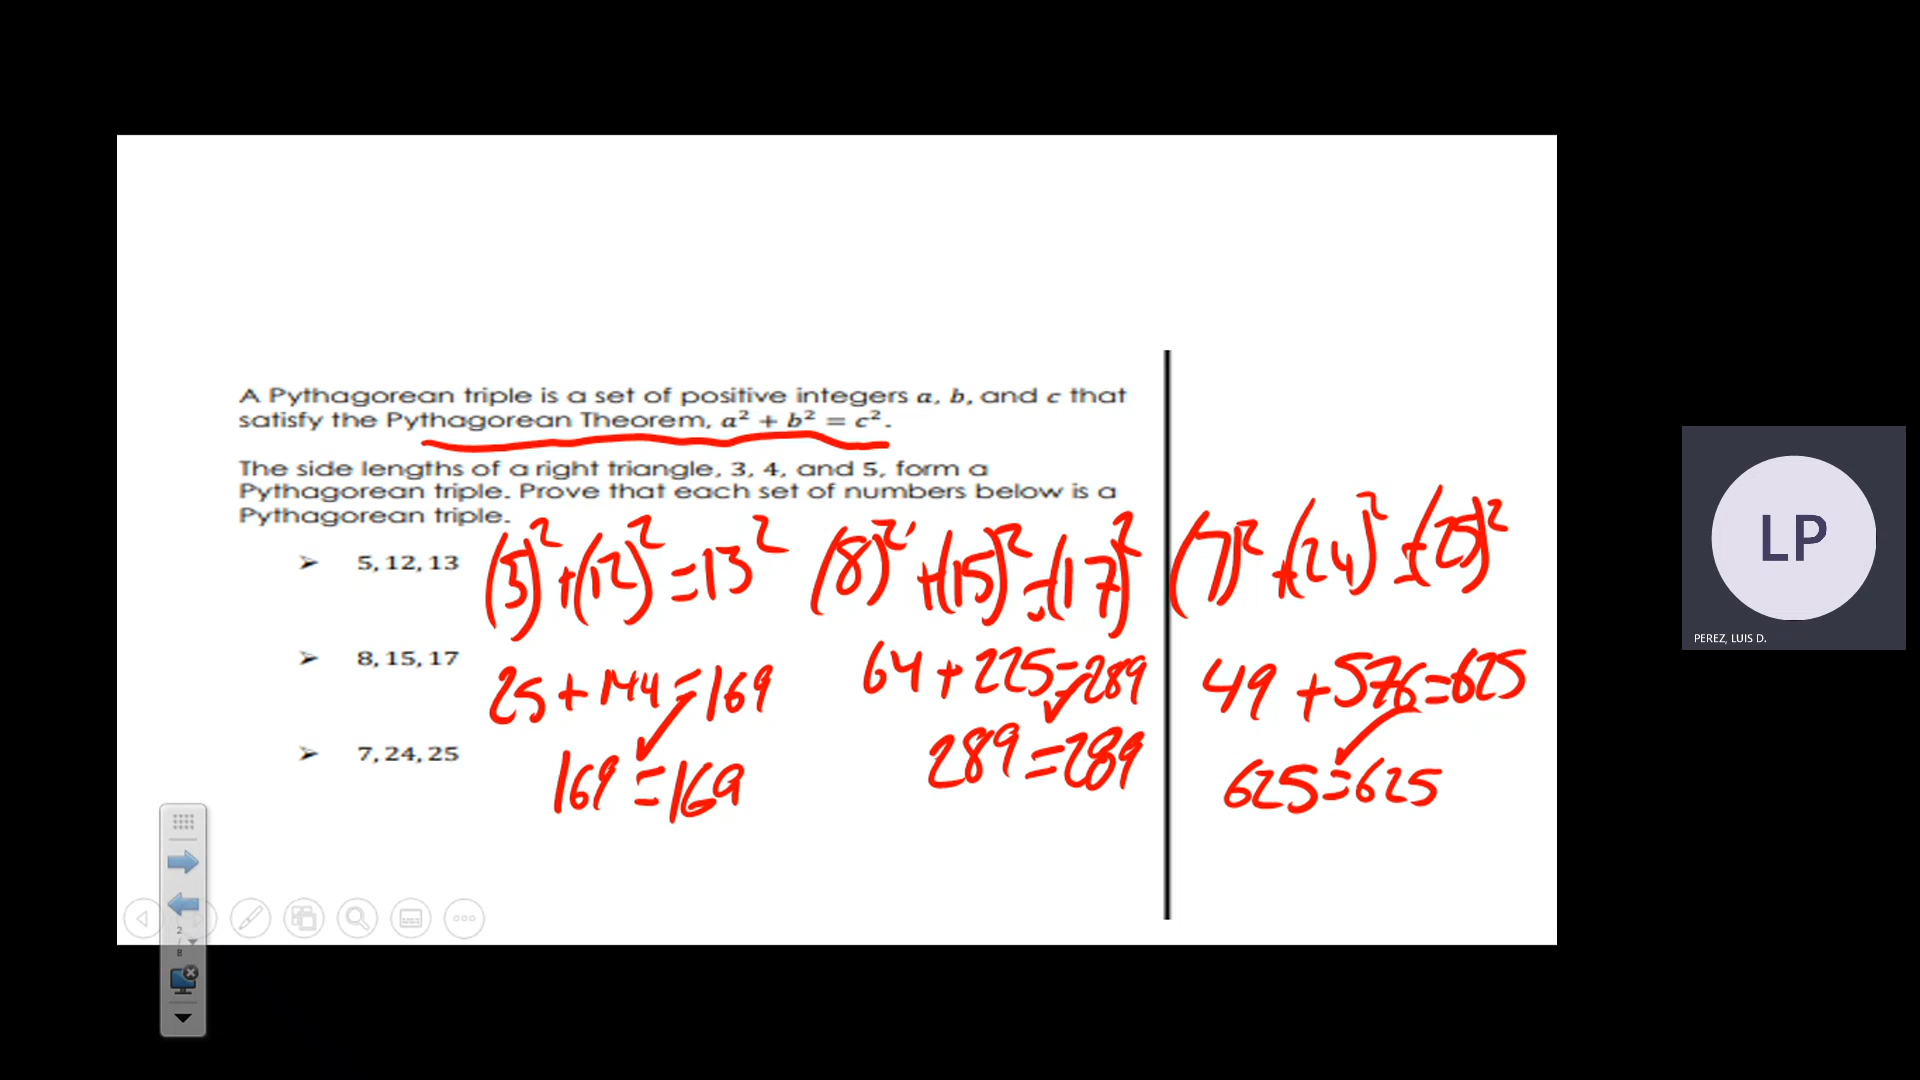 A Pythagorean triple is a set of positive integers a, b, and c that
satisfy the Pythagorean Theorem, a² + b² = c².
The side lengths of a right triangle, 3, 4, and 5, form a
Pythagorean triple. Prove that each set of numbers below is a
Pythagorean triple.
➢ 5, 12, 13
(5)² + (12)² = 13²
(8)² + (15)² = (17)²
(7)² + (24)² = (25)²
➢ 8, 15, 17
25 + 144 = 169
64 + 225 = 289
49 + 576 = 625
➢ 7, 24, 25
169 = 169
289 = 289
625 = 625
LP
PEREZ, LUIS D.
2
/
8